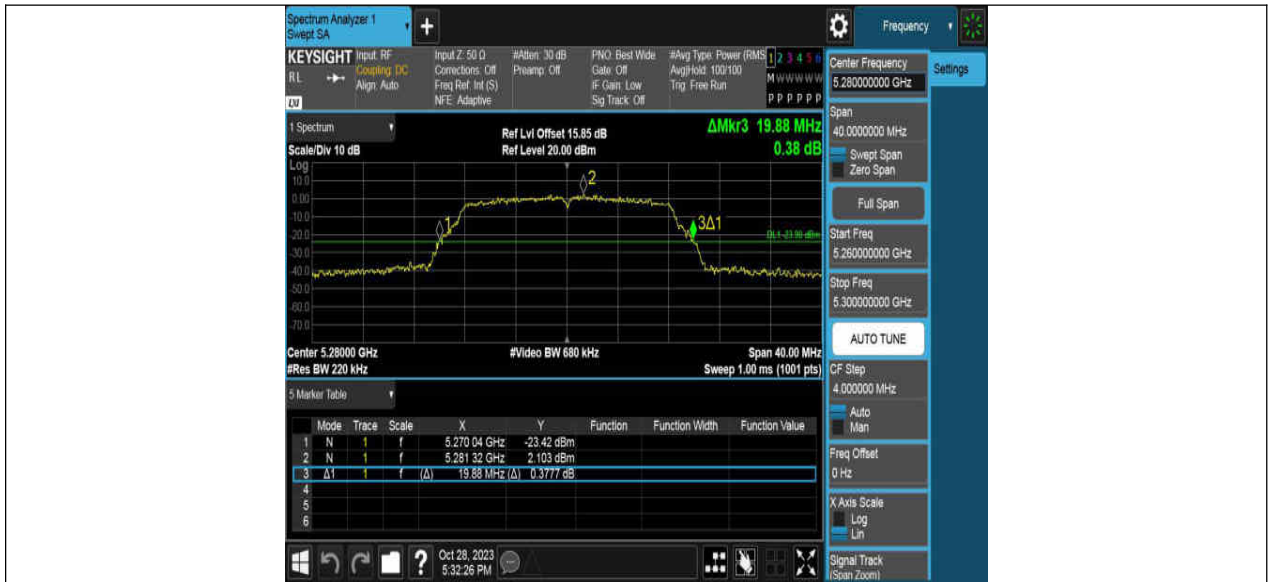 Spectrum Analyzer 1
Swept SA
+
Frequency
KEYSIGHT
RL
LXI
Input: RF
Coupling: DC
Align: Auto
Input Z: 50 Ω
Corrections: Off
Freq Ref: Int (S)
NFE: Adaptive
#Atten: 30 dB
Preamp: Off
PNO: Best Wide
Gate: Off
IF Gain: Low
Sig Track: Off
#Avg Type: Power (RMS
Avg|Hold: 100/100
Trig: Free Run
1 2 3 4 5 6
M W W W W W
P P P P P P
Center Frequency
5.280000000 GHz
Settings
Span
40.0000000 MHz
Swept Span
Zero Span
Full Span
Start Freq
5.260000000 GHz
Stop Freq
5.300000000 GHz
AUTO TUNE
CF Step
4.000000 MHz
Auto
Man
Freq Offset
0 Hz
X Axis Scale
Log
Lin
Signal Track
(Span Zoom)
1 Spectrum
Scale/Div 10 dB
Ref Lvl Offset 15.85 dB
Ref Level 20.00 dBm
ΔMkr3 19.88 MHz
0.38 dB
Log
10.0
0.00
-10.0
-20.0
-30.0
-40.0
-50.0
-60.0
-70.0
1
2
3Δ1
DL1 -23.90 dBm
Center 5.28000 GHz
#Video BW 680 kHz
Span 40.00 MHz
#Res BW 220 kHz
Sweep 1.00 ms (1001 pts)
5 Marker Table
Mode Trace Scale X Y Function Function Width Function Value
1 N 1 f 5.270 04 GHz -23.42 dBm
2 N 1 f 5.281 32 GHz 2.103 dBm
3 Δ1 1 f (Δ) 19.88 MHz (Δ) 0.3777 dB
4
5
6
?
Oct 28, 2023
5:32:26 PM